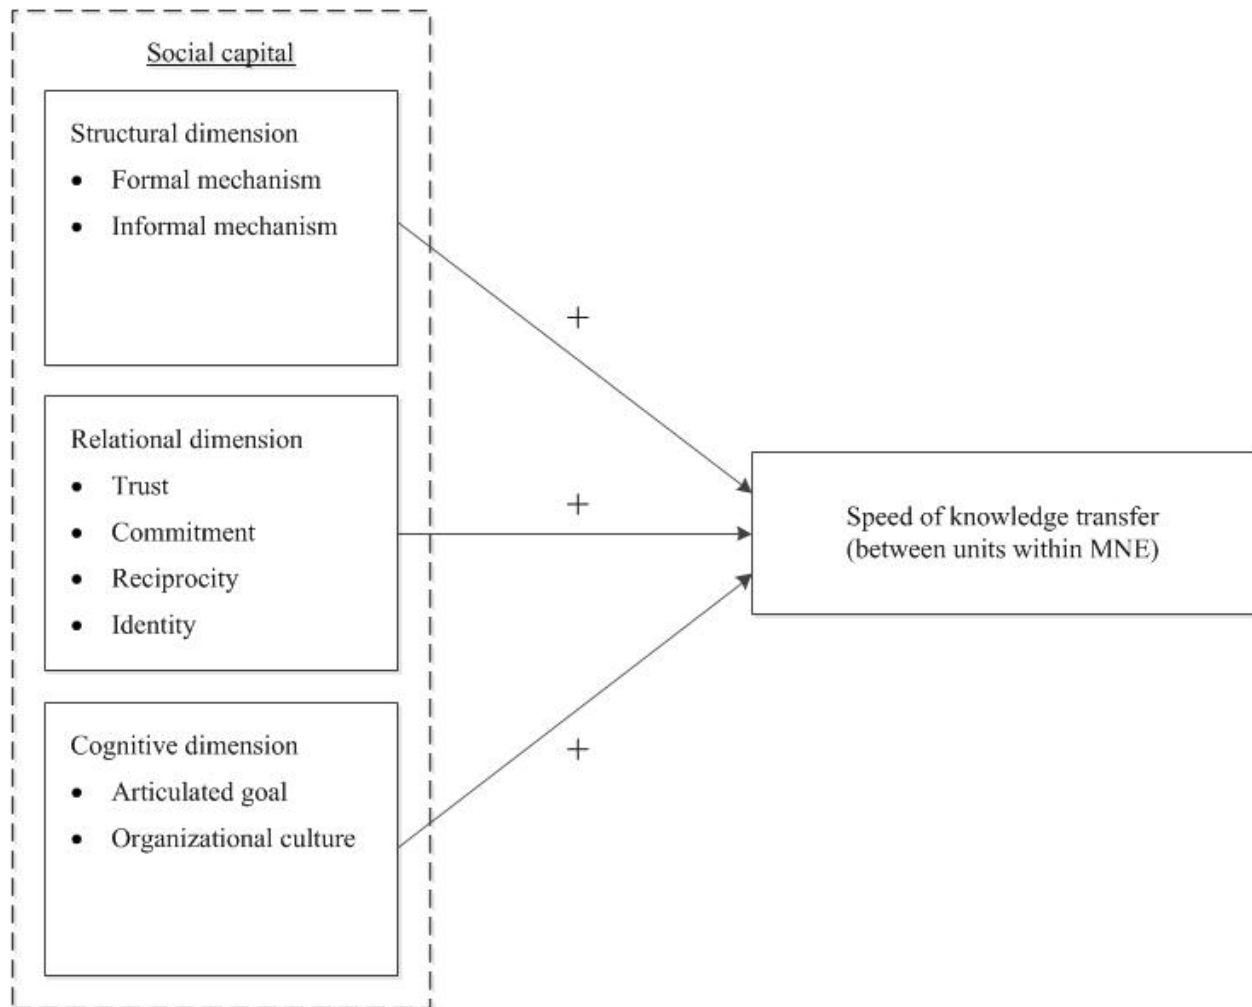 Social capital
Structural dimension
• Formal mechanism
• Informal mechanism
+
Relational dimension
• Trust
• Commitment
• Reciprocity
• Identity
+
Speed of knowledge transfer
(between units within MNE)
Cognitive dimension
• Articulated goal
• Organizational culture
+